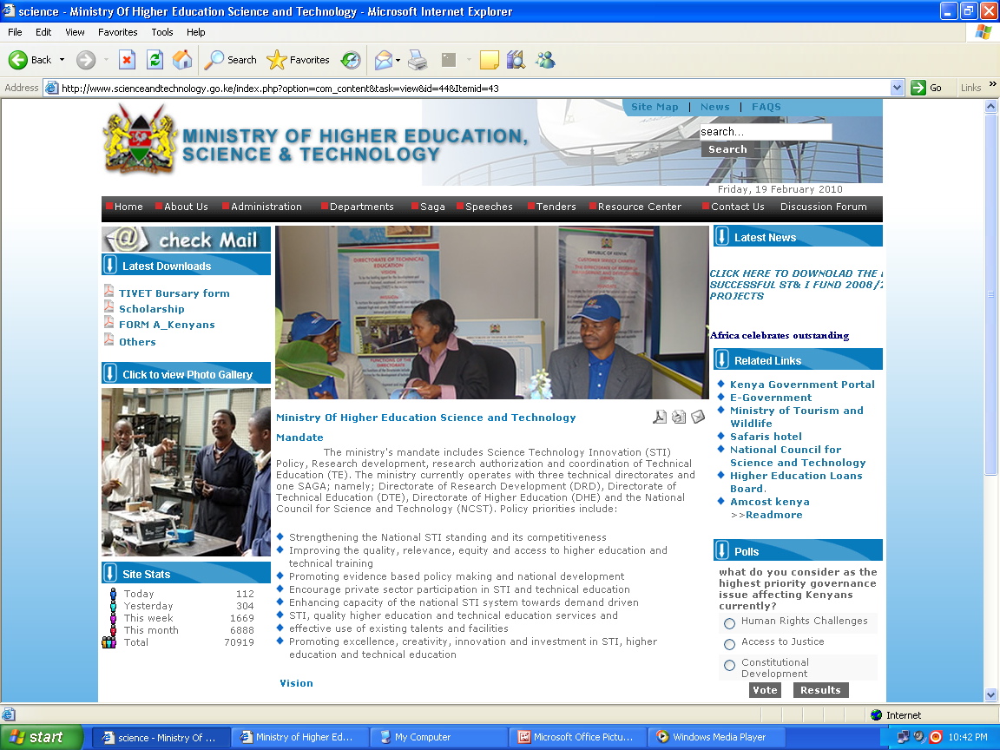 science - Ministry Of Higher Education Science and Technology - Microsoft Internet Explorer
File Edit View Favorites Tools Help
Back Search Favorites
Address http://www.scienceandtechnology.go.ke/index.php?option=com_content&task=view&id=44&Itemid=43 Go Links »
Site Map | News | FAQS
MINISTRY OF HIGHER EDUCATION,
SCIENCE & TECHNOLOGY
search...
Search
Friday, 19 February 2010
Home About Us Administration Departments Saga Speeches Tenders Resource Center Contact Us Discussion Forum
check Mail
Latest Downloads
TIVET Bursary form
Scholarship
FORM A_Kenyans
Others
Click to view Photo Gallery
Site Stats
Today 112
Yesterday 304
This week 1669
This month 6888
Total 70919
DIRECTORATE OF TECHNICAL
EDUCATION
VISION
MISSION
REPUBLIC OF KENYA
CUSTOMER SERVICE CHARTER
Ministry Of Higher Education Science and Technology
Mandate
The ministry's mandate includes Science Technology Innovation (STI)
Policy, Research development, research authorization and coordination of Technical
Education (TE). The ministry currently operates with three technical directorates and
one SAGA; namely; Directorate of Research Development (DRD), Directorate of
Technical Education (DTE), Directorate of Higher Education (DHE) and the National
Council for Science and Technology (NCST). Policy priorities include:
Strengthening the National STI standing and its competitiveness
Improving the quality, relevance, equity and access to higher education and
technical training
Promoting evidence based policy making and national development
Encourage private sector participation in STI and technical education
Enhancing capacity of the national STI system towards demand driven
STI, quality higher education and technical education services and
effective use of existing talents and facilities
Promoting excellence, creativity, innovation and investment in STI, higher
education and technical education
Vision
Latest News
CLICK HERE TO DOWNOLAD THE
SUCCESSFUL ST& I FUND 2008/2
PROJECTS
Africa celebrates outstanding
Related Links
Kenya Government Portal
E-Government
Ministry of Tourism and
Wildlife
Safaris hotel
National Council for
Science and Technology
Higher Education Loans
Board.
Amcost kenya
>>Readmore
Polls
what do you consider as the
highest priority governance
issue affecting Kenyans
currently?
Human Rights Challenges
Access to Justice
Constitutional
Development
Vote Results
Internet
start science - Ministry Of ... Ministry of Higher Ed... My Computer Microsoft Office Pictu... Windows Media Player 10:42 PM